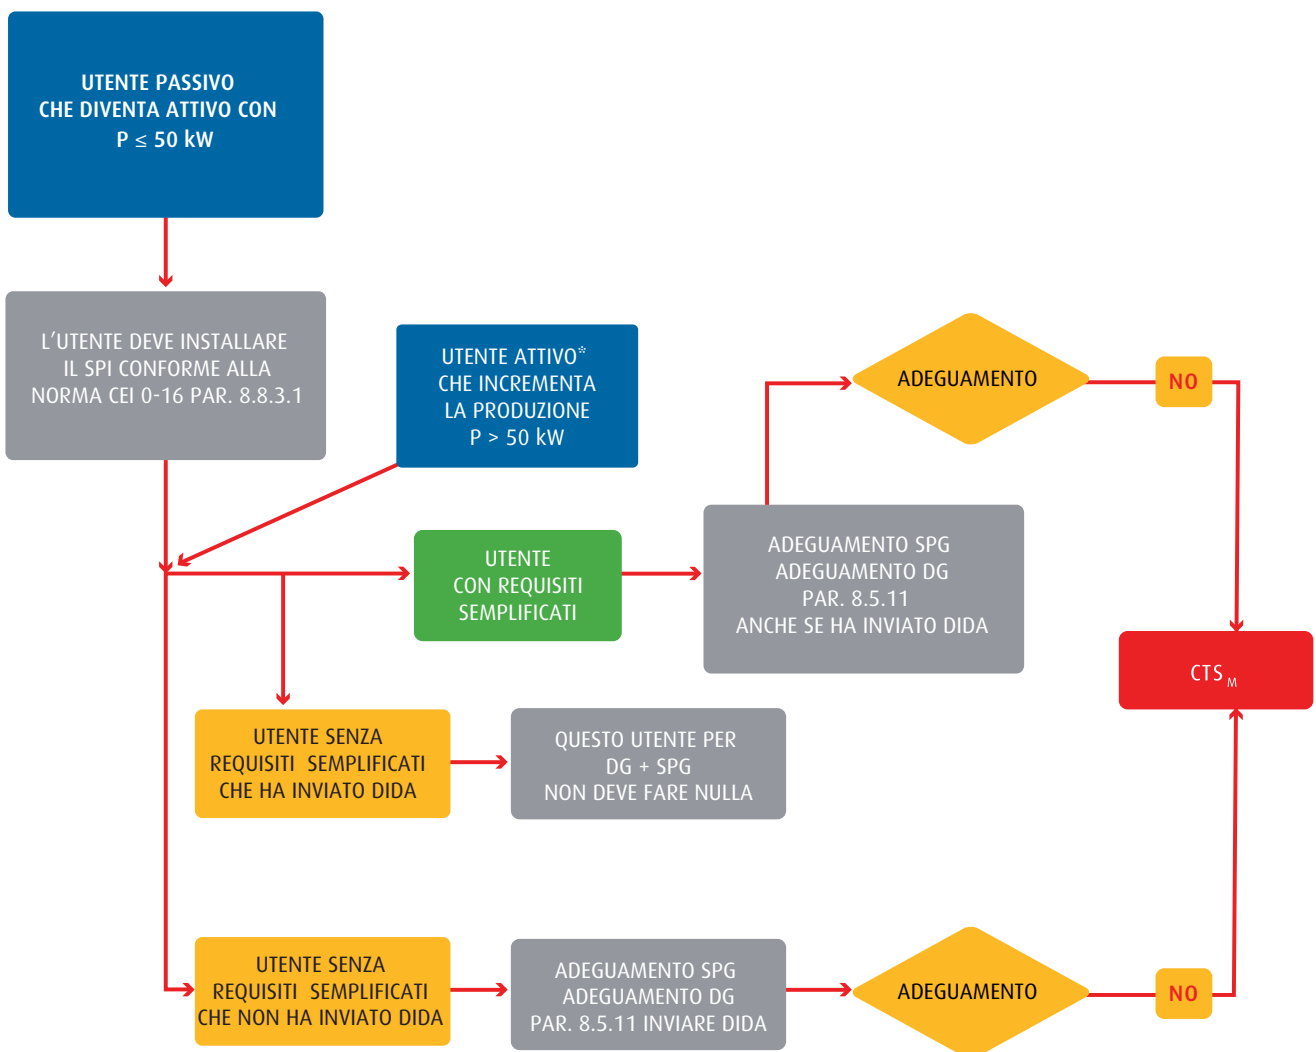 UTENTE PASSIVO
CHE DIVENTA ATTIVO CON
P ≤ 50 kW
L'UTENTE DEVE INSTALLARE
IL SPI CONFORME ALLA
NORMA CEI 0-16 PAR. 8.8.3.1
UTENTE ATTIVO*
CHE INCREMENTA
LA PRODUZIONE
P > 50 kW
ADEGUAMENTO
NO
UTENTE
CON REQUISITI
SEMPLIFICATI
ADEGUAMENTO SPG
ADEGUAMENTO DG
PAR. 8.5.11
ANCHE SE HA INVIATO DIDA
CTS M
UTENTE SENZA
REQUISITI SEMPLIFICATI
CHE HA INVIATO DIDA
QUESTO UTENTE PER
DG + SPG
NON DEVE FARE NULLA
UTENTE SENZA
REQUISITI SEMPLIFICATI
CHE NON HA INVIATO DIDA
ADEGUAMENTO SPG
ADEGUAMENTO DG
PAR. 8.5.11 INVIARE DIDA
ADEGUAMENTO
NO